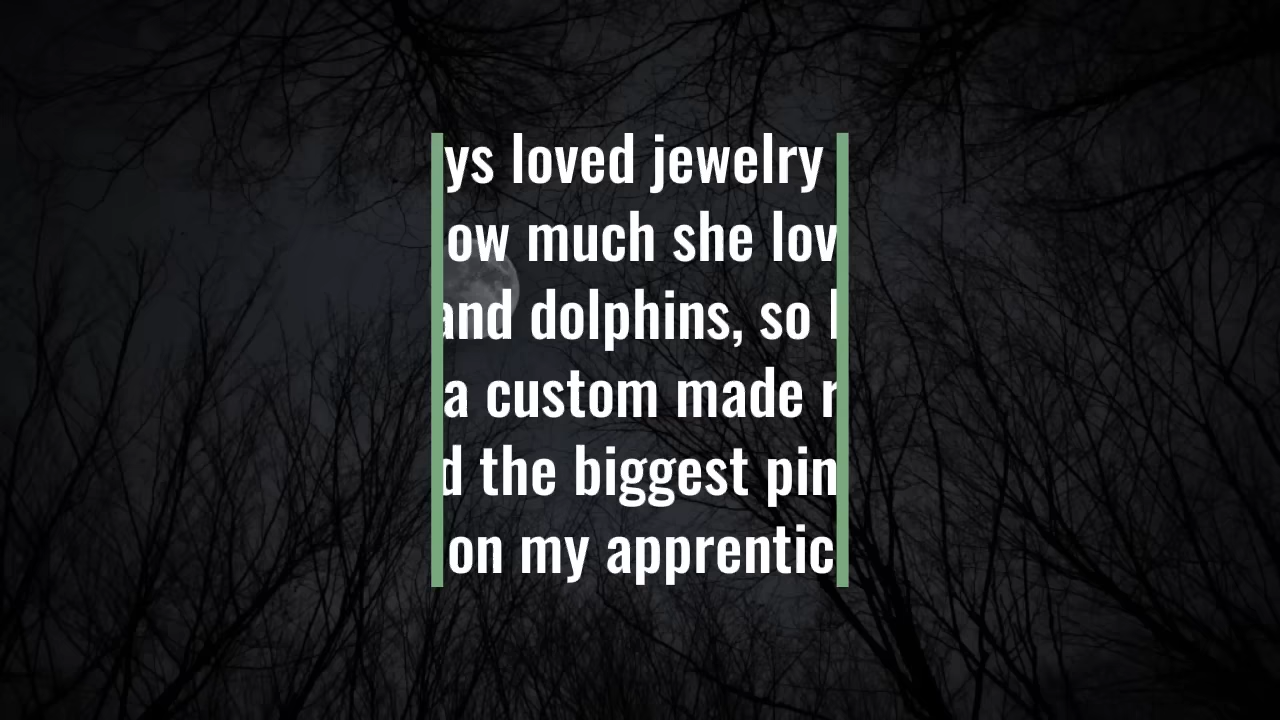 ys loved jewelry
ow much she lov
and dolphins, so
a custom made r
d the biggest pin
on my apprentic